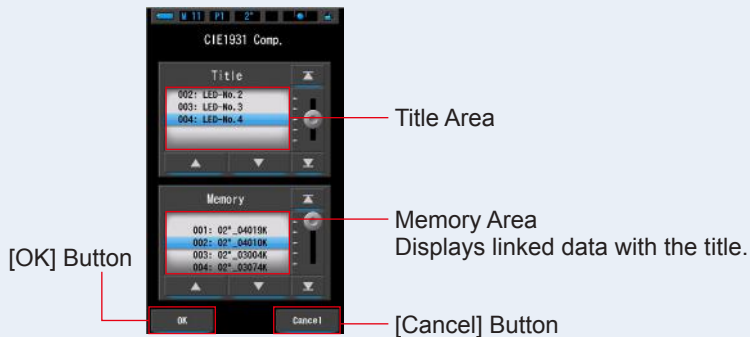 M 11 P1 2°
CIE1931 Comp.
Title
002: LED-No.2
003: LED-No.3
004: LED-No.4
Title Area
Memory
001: 02°_04019K
002: 02°_04010K
003: 02°_03004K
004: 02°_03074K
Memory Area
Displays linked data with the title.
[OK] Button
OK
Cancel
[Cancel] Button